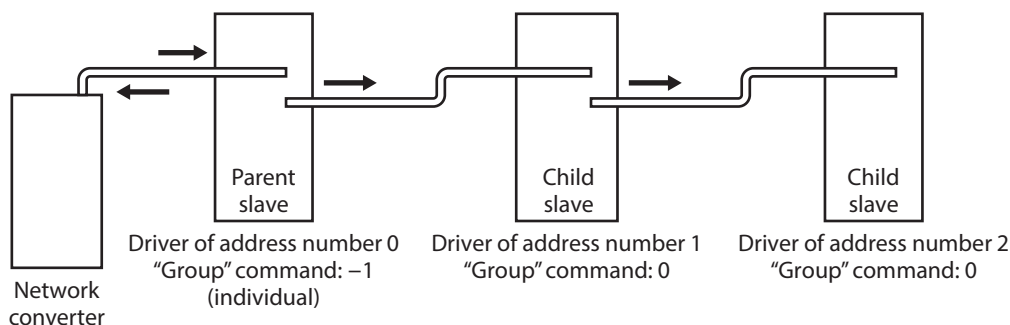 Parent
slave
Child
slave
Child
slave
Driver of address number 0
“Group” command: −1
(individual)
Driver of address number 1
“Group” command: 0
Driver of address number 2
“Group” command: 0
Network
converter